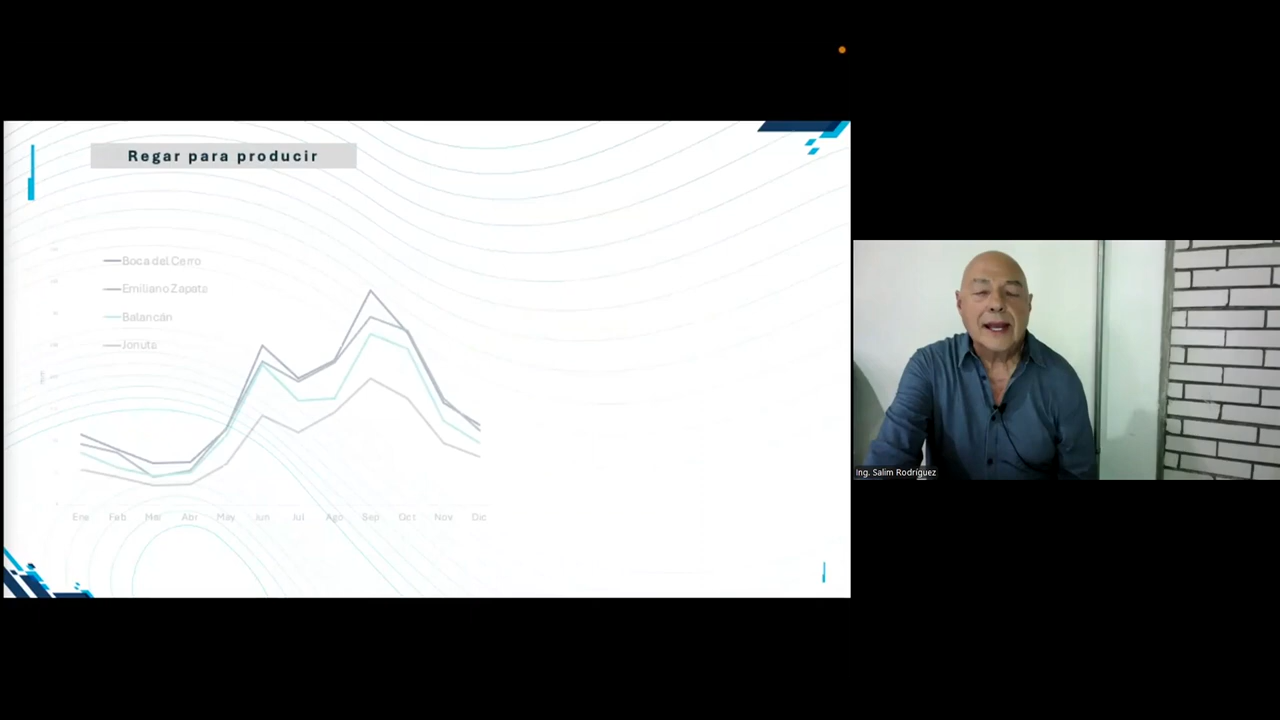 Regar para producir
Boca del Cerro
Emiliano Zapata
Balancán
Jonuta
Ene Feb Mar Abr May Jun Jul Ago Sep Oct Nov Dic
Ing. Salim Rodríguez